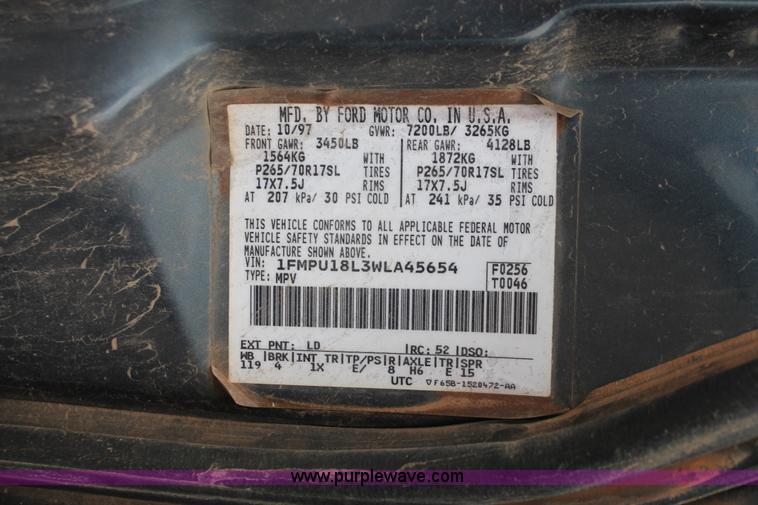 MFD. BY FORD MOTOR CO. IN U.S.A.
DATE: 10/97 GVWR: 7200LB/ 3265KG
FRONT GAWR: 3450LB REAR GAWR: 4128LB
1564KG WITH 1872KG WITH
P265/70R17SL TIRES P265/70R17SL TIRES
17X7.5J RIMS 17X7.5J RIMS
AT 207 kPa/ 30 PSI COLD AT 241 kPa/ 35 PSI COLD
THIS VEHICLE CONFORMS TO ALL APPLICABLE FEDERAL MOTOR
VEHICLE SAFETY STANDARDS IN EFFECT ON THE DATE OF
MANUFACTURE SHOWN ABOVE.
VIN: 1FMPU18L3WLA45654 F0256
TYPE: MPV T0046
EXT PNT: LD RC: 52 DSO:
WB BRK INT TR TP/PS R AXLE TR SPR
119 4 1X E/ 8 H6 E 15
UTC F65B-1520472-AA
www.purplewave.com